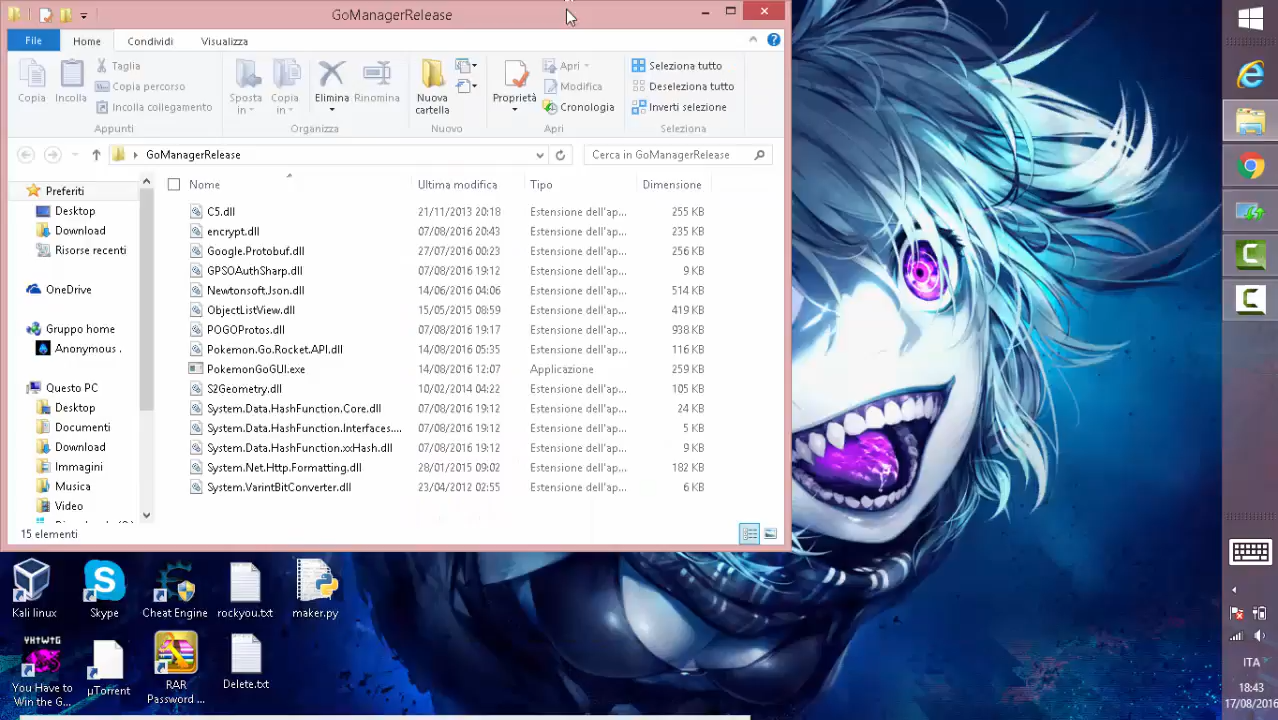 GoManagerRelease
File Home Condividi Visualizza
Copia
Incolla
Taglia
Copia percorso
Incolla collegamento
Appunti
Sposta in
Copia in
Elimina
Rinomina
Organizza
Nuova cartella
Nuovo
Proprietà
Apri
Modifica
Cronologia
Apri
Seleziona tutto
Deseleziona tutto
Inverti selezione
Seleziona
GoManagerRelease
Cerca in GoManagerRelease
Preferiti
Desktop
Download
Risorse recenti
OneDrive
Gruppo home
Anonymous .
Questo PC
Desktop
Documenti
Download
Immagini
Musica
Video
Nome Ultima modifica Tipo Dimensione
C5.dll 21/11/2013 20:18 Estensione dell'ap... 255 KB
encrypt.dll 07/08/2016 20:43 Estensione dell'ap... 235 KB
Google.Protobuf.dll 27/07/2016 00:23 Estensione dell'ap... 256 KB
GPSOAuthSharp.dll 07/08/2016 19:12 Estensione dell'ap... 9 KB
Newtonsoft.Json.dll 14/06/2016 04:06 Estensione dell'ap... 514 KB
ObjectListView.dll 15/05/2015 08:59 Estensione dell'ap... 419 KB
POGOProtos.dll 07/08/2016 19:17 Estensione dell'ap... 938 KB
Pokemon.Go.Rocket.API.dll 14/08/2016 05:35 Estensione dell'ap... 116 KB
PokemonGoGUI.exe 14/08/2016 12:07 Applicazione 259 KB
S2Geometry.dll 10/02/2014 04:22 Estensione dell'ap... 105 KB
System.Data.HashFunction.Core.dll 07/08/2016 19:12 Estensione dell'ap... 24 KB
System.Data.HashFunction.Interfaces.... 07/08/2016 19:12 Estensione dell'ap... 5 KB
System.Data.HashFunction.xxHash.dll 07/08/2016 19:12 Estensione dell'ap... 9 KB
System.Net.Http.Formatting.dll 28/01/2015 09:02 Estensione dell'ap... 182 KB
System.VarintBitConverter.dll 23/04/2012 02:55 Estensione dell'ap... 6 KB
15 elementi
Kali linux
Skype
Cheat Engine
rockyou.txt
maker.py
YHtWtG
You Have to Win the G...
µTorrent
RAR Password ...
Delete.txt
ITA
18:43
17/08/2016